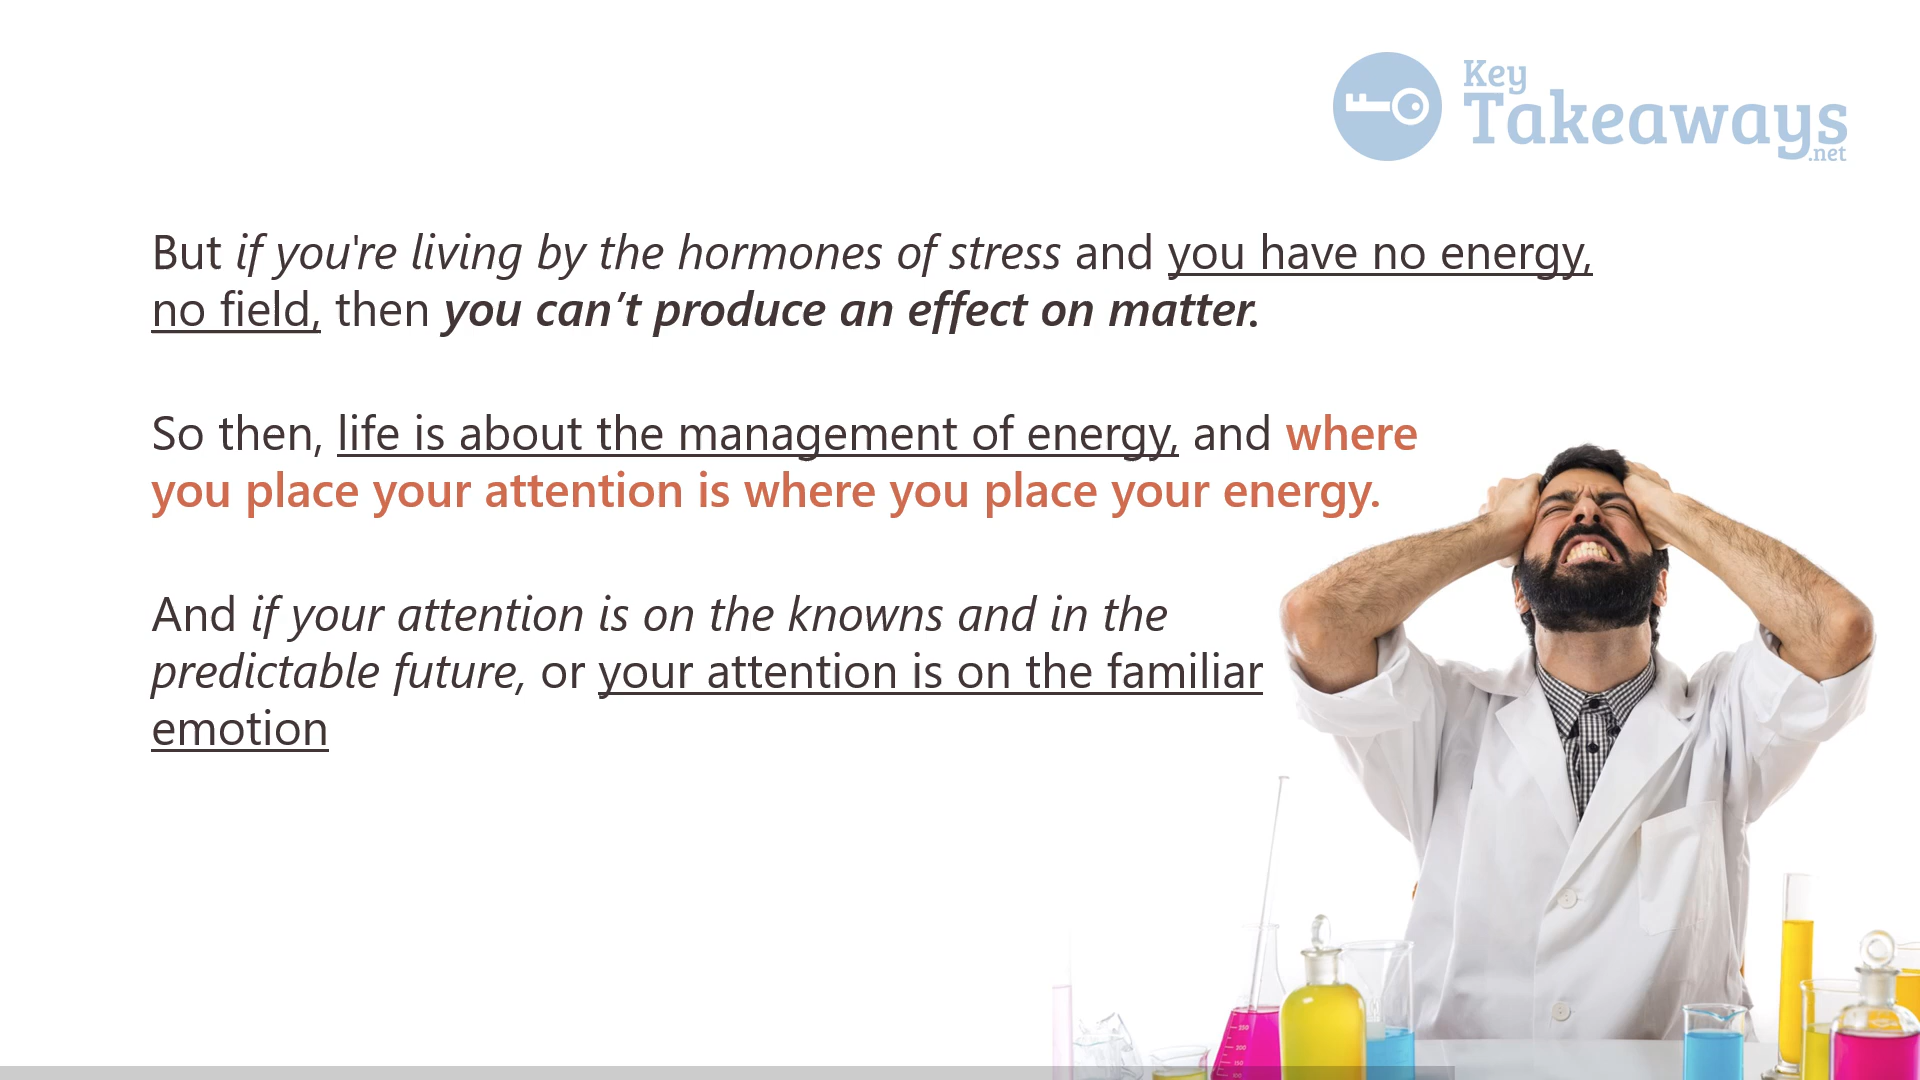 Key
Takeaways
.net
But if you're living by the hormones of stress and you have no energy,
no field, then you can’t produce an effect on matter.
So then, life is about the management of energy, and where
you place your attention is where you place your energy.
And if your attention is on the knowns and in the
predictable future, or your attention is on the familiar
emotion